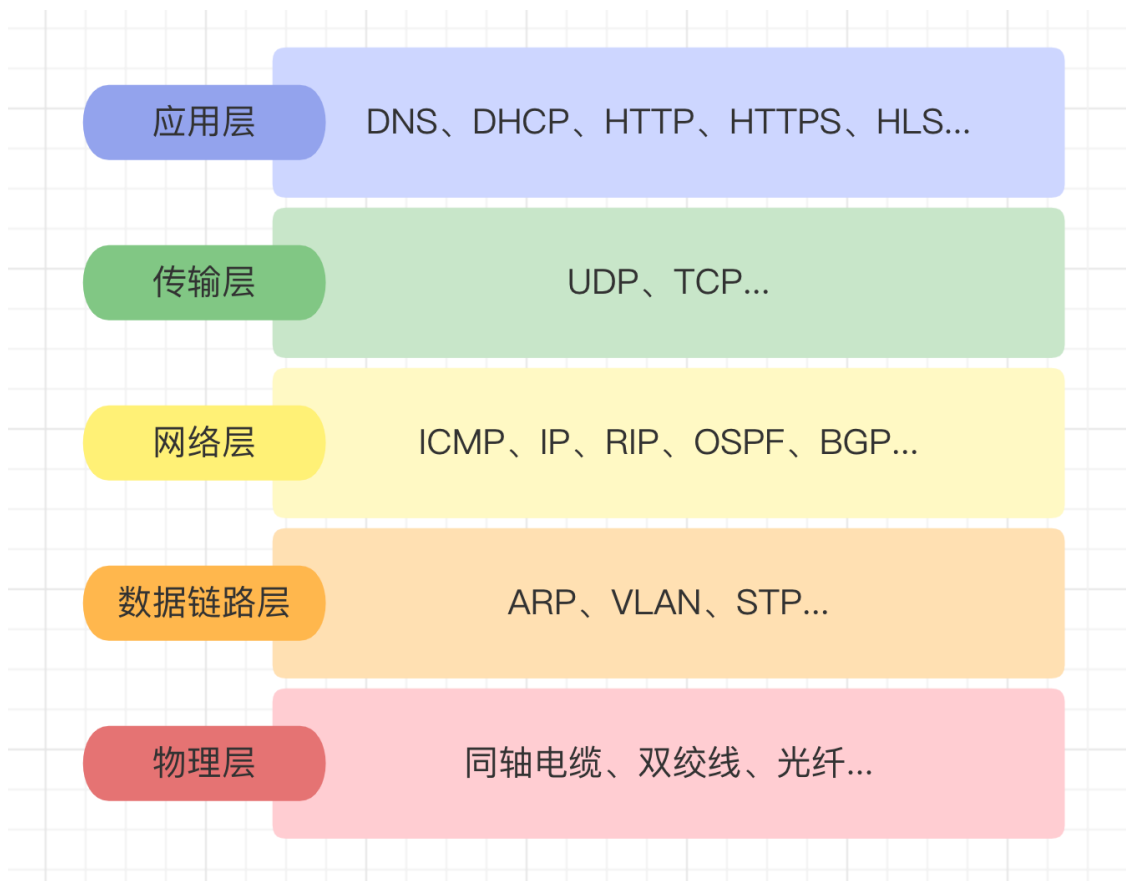 应用层
DNS、DHCP、HTTP、HTTPS、HLS...
传输层
UDP、TCP...
网络层
ICMP、IP、RIP、OSPF、BGP...
数据链路层
ARP、VLAN、STP...
物理层
同轴电缆、双绞线、光纤...